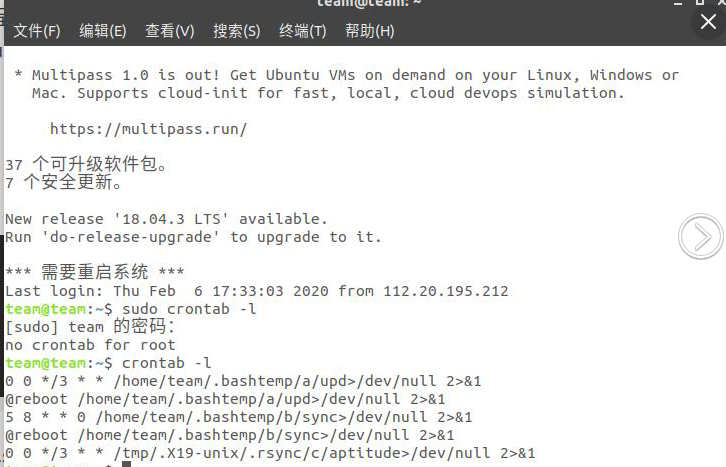 team@team: ~
文件(F) 编辑(E) 查看(V) 搜索(S) 终端(T) 帮助(H)
* Multipass 1.0 is out! Get Ubuntu VMs on demand on your Linux, Windows or
Mac. Supports cloud-init for fast, local, cloud devops simulation.
https://multipass.run/
37 个可升级软件包。
7 个安全更新。
New release '18.04.3 LTS' available.
Run 'do-release-upgrade' to upgrade to it.
*** 需要重启系统 ***
Last login: Thu Feb  6 17:33:03 2020 from 112.20.195.212
team@team:~$ sudo crontab -l
[sudo] team 的密码：
no crontab for root
team@team:~$ crontab -l
0 0 */3 * * /home/team/.bashtemp/a/upd>/dev/null 2>&1
@reboot /home/team/.bashtemp/a/upd>/dev/null 2>&1
5 8 * * 0 /home/team/.bashtemp/b/sync>/dev/null 2>&1
@reboot /home/team/.bashtemp/b/sync>/dev/null 2>&1
0 0 */3 * * /tmp/.X19-unix/.rsync/c/aptitude>/dev/null 2>&1